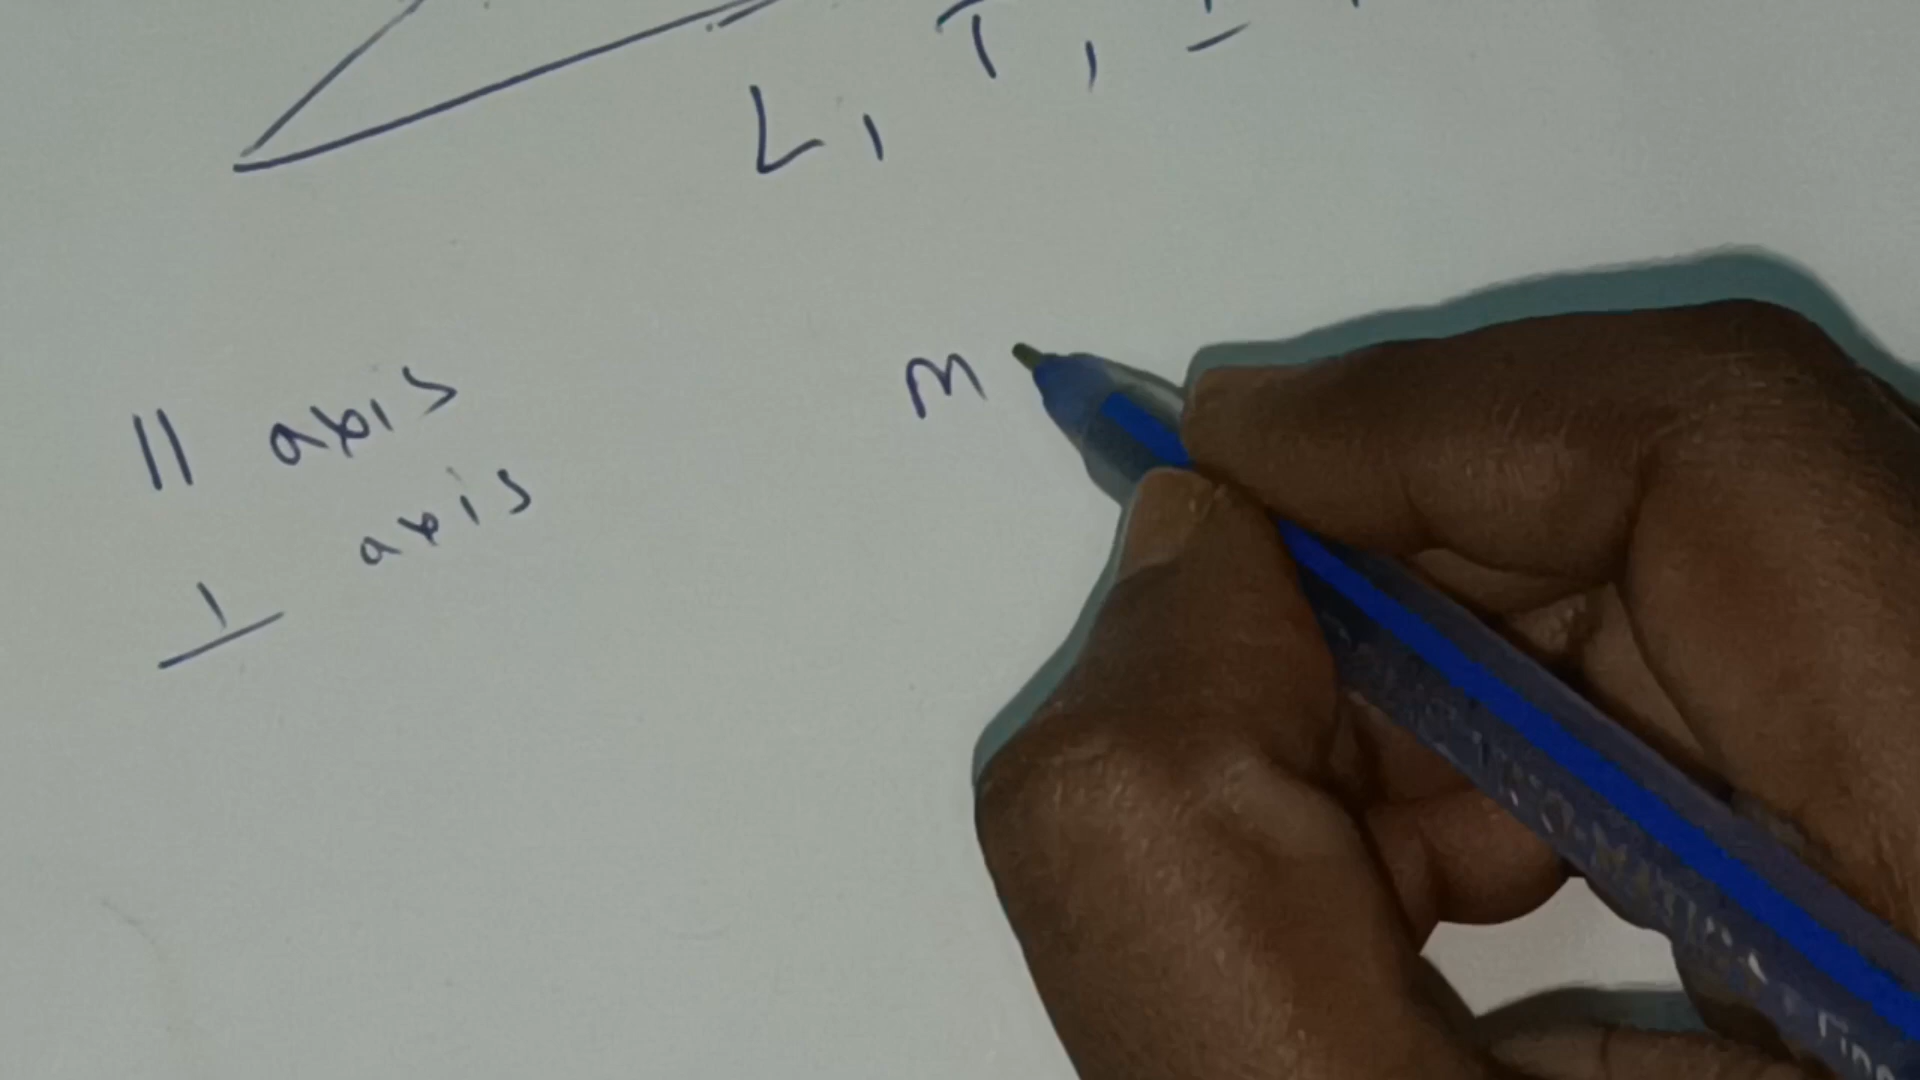 L,
T, I
|| axis
⊥ axis
m